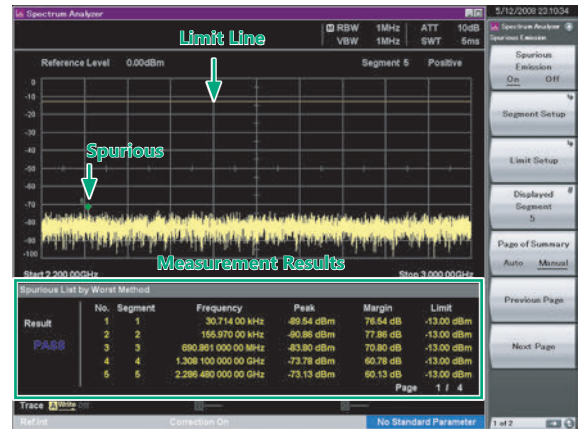 Spectrum Analyzer
5/12/2008 23:10:34
RBW 1MHz ATT 10dB
VBW 1MHz SWT 5ms
Limit Line
Reference Level 0.00dBm Segment 5 Positive
0
-10
-20
-30
-40
-50
-60
-70
-80
-90
-100
Spurious
5
Start 2.200 00GHz Stop 3.000 00GHz
Measurement Results
Spurious List by Worst Method
No. Segment Frequency Peak Margin Limit
Result 1 1 30.714 00 kHz -89.54 dBm 76.54 dB -13.00 dBm
PASS 2 2 155.970 00 kHz -90.86 dBm 77.86 dB -13.00 dBm
3 3 690.861 000 00 MHz -83.80 dBm 70.80 dB -13.00 dBm
4 4 1.308 100 000 00 GHz -73.78 dBm 60.78 dB -13.00 dBm
5 5 2.286 480 000 00 GHz -73.13 dBm 60.13 dB -13.00 dBm
Page 1 / 4
Trace A Write Off
Ref.Int Correction On No Standard Parameter
Spectrum Analyzer
Spurious Emission
Spurious
Emission
On Off
Segment Setup
Limit Setup
Displayed
Segment
5
Page of Summary
Auto Manual
Previous Page
Next Page
1 of 2